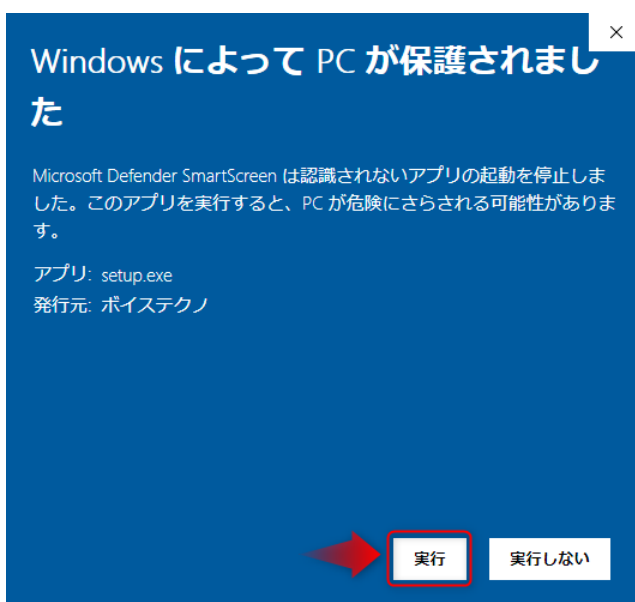 Windows によって PC が保護されまし
た
Microsoft Defender SmartScreen は認識されないアプリの起動を停止しま
した。このアプリを実行すると、PC が危険にさらされる可能性がありま
す。
アプリ: setup.exe
発行元: ボイステクノ
実行
実行しない